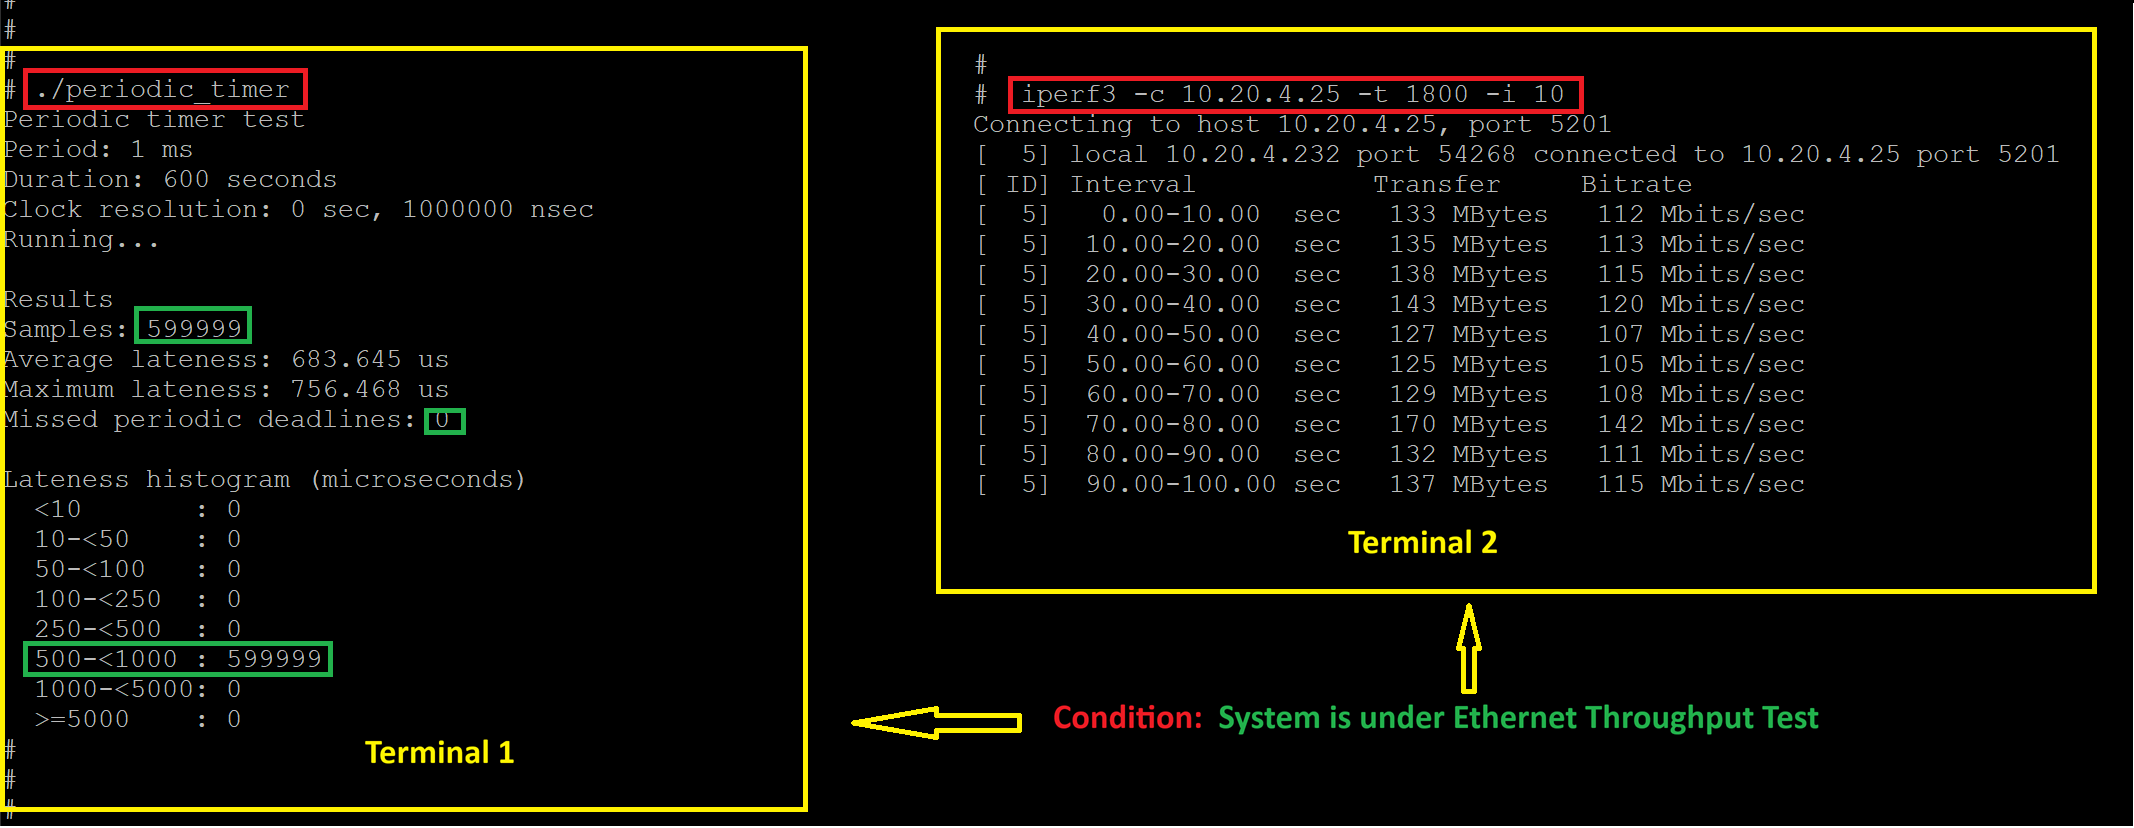 #
#
#
# ./periodic_timer
Periodic timer test
Period: 1 ms
Duration: 600 seconds
Clock resolution: 0 sec, 1000000 nsec
Running...
Results
Samples: 599999
Average lateness: 683.645 us
Maximum lateness: 756.468 us
Missed periodic deadlines: 0
Lateness histogram (microseconds)
<10 : 0
10-<50 : 0
50-<100 : 0
100-<250 : 0
250-<500 : 0
500-<1000 : 599999
1000-<5000: 0
>=5000 : 0
#
#
#
Terminal 1
#
# iperf3 -c 10.20.4.25 -t 1800 -i 10
Connecting to host 10.20.4.25, port 5201
[ 5] local 10.20.4.232 port 54268 connected to 10.20.4.25 port 5201
[ ID] Interval Transfer Bitrate
[ 5] 0.00-10.00 sec 133 MBytes 112 Mbits/sec
[ 5] 10.00-20.00 sec 135 MBytes 113 Mbits/sec
[ 5] 20.00-30.00 sec 138 MBytes 115 Mbits/sec
[ 5] 30.00-40.00 sec 143 MBytes 120 Mbits/sec
[ 5] 40.00-50.00 sec 127 MBytes 107 Mbits/sec
[ 5] 50.00-60.00 sec 125 MBytes 105 Mbits/sec
[ 5] 60.00-70.00 sec 129 MBytes 108 Mbits/sec
[ 5] 70.00-80.00 sec 170 MBytes 142 Mbits/sec
[ 5] 80.00-90.00 sec 132 MBytes 111 Mbits/sec
[ 5] 90.00-100.00 sec 137 MBytes 115 Mbits/sec
Terminal 2
Condition: System is under Ethernet Throughput Test